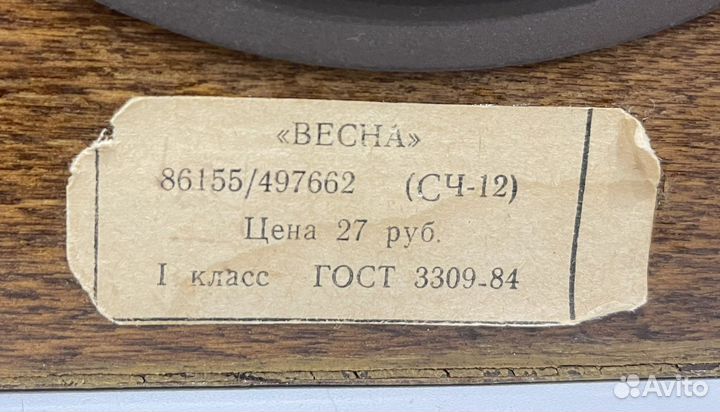 «ВЕСНА»
86155/497662 (СЧ-12)
Цена 27 руб.
I класс ГОСТ 3309-84
Avito